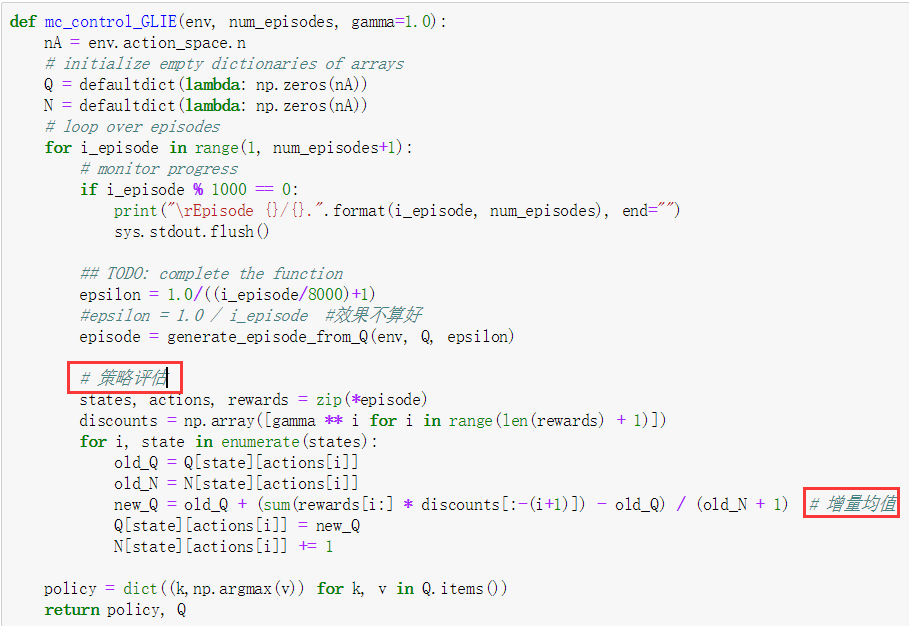 def mc_control_GLIE(env, num_episodes, gamma=1.0):
    nA = env.action_space.n
    # initialize empty dictionaries of arrays
    Q = defaultdict(lambda: np.zeros(nA))
    N = defaultdict(lambda: np.zeros(nA))
    # loop over episodes
    for i_episode in range(1, num_episodes+1):
        # monitor progress
        if i_episode % 1000 == 0:
            print("\rEpisode {}/{}.".format(i_episode, num_episodes), end="")
            sys.stdout.flush()
        ## TODO: complete the function
        epsilon = 1.0/((i_episode/8000)+1)
        #epsilon = 1.0 / i_episode  #效果不算好
        episode = generate_episode_from_Q(env, Q, epsilon)
        # 策略评估
        states, actions, rewards = zip(*episode)
        discounts = np.array([gamma ** i for i in range(len(rewards) + 1)])
        for i, state in enumerate(states):
            old_Q = Q[state][actions[i]]
            old_N = N[state][actions[i]]
            new_Q = old_Q + (sum(rewards[i:] * discounts[:-(i+1)]) - old_Q) / (old_N + 1)  # 增量均值
            Q[state][actions[i]] = new_Q
            N[state][actions[i]] += 1
    policy = dict((k,np.argmax(v)) for k, v in Q.items())
    return policy, Q